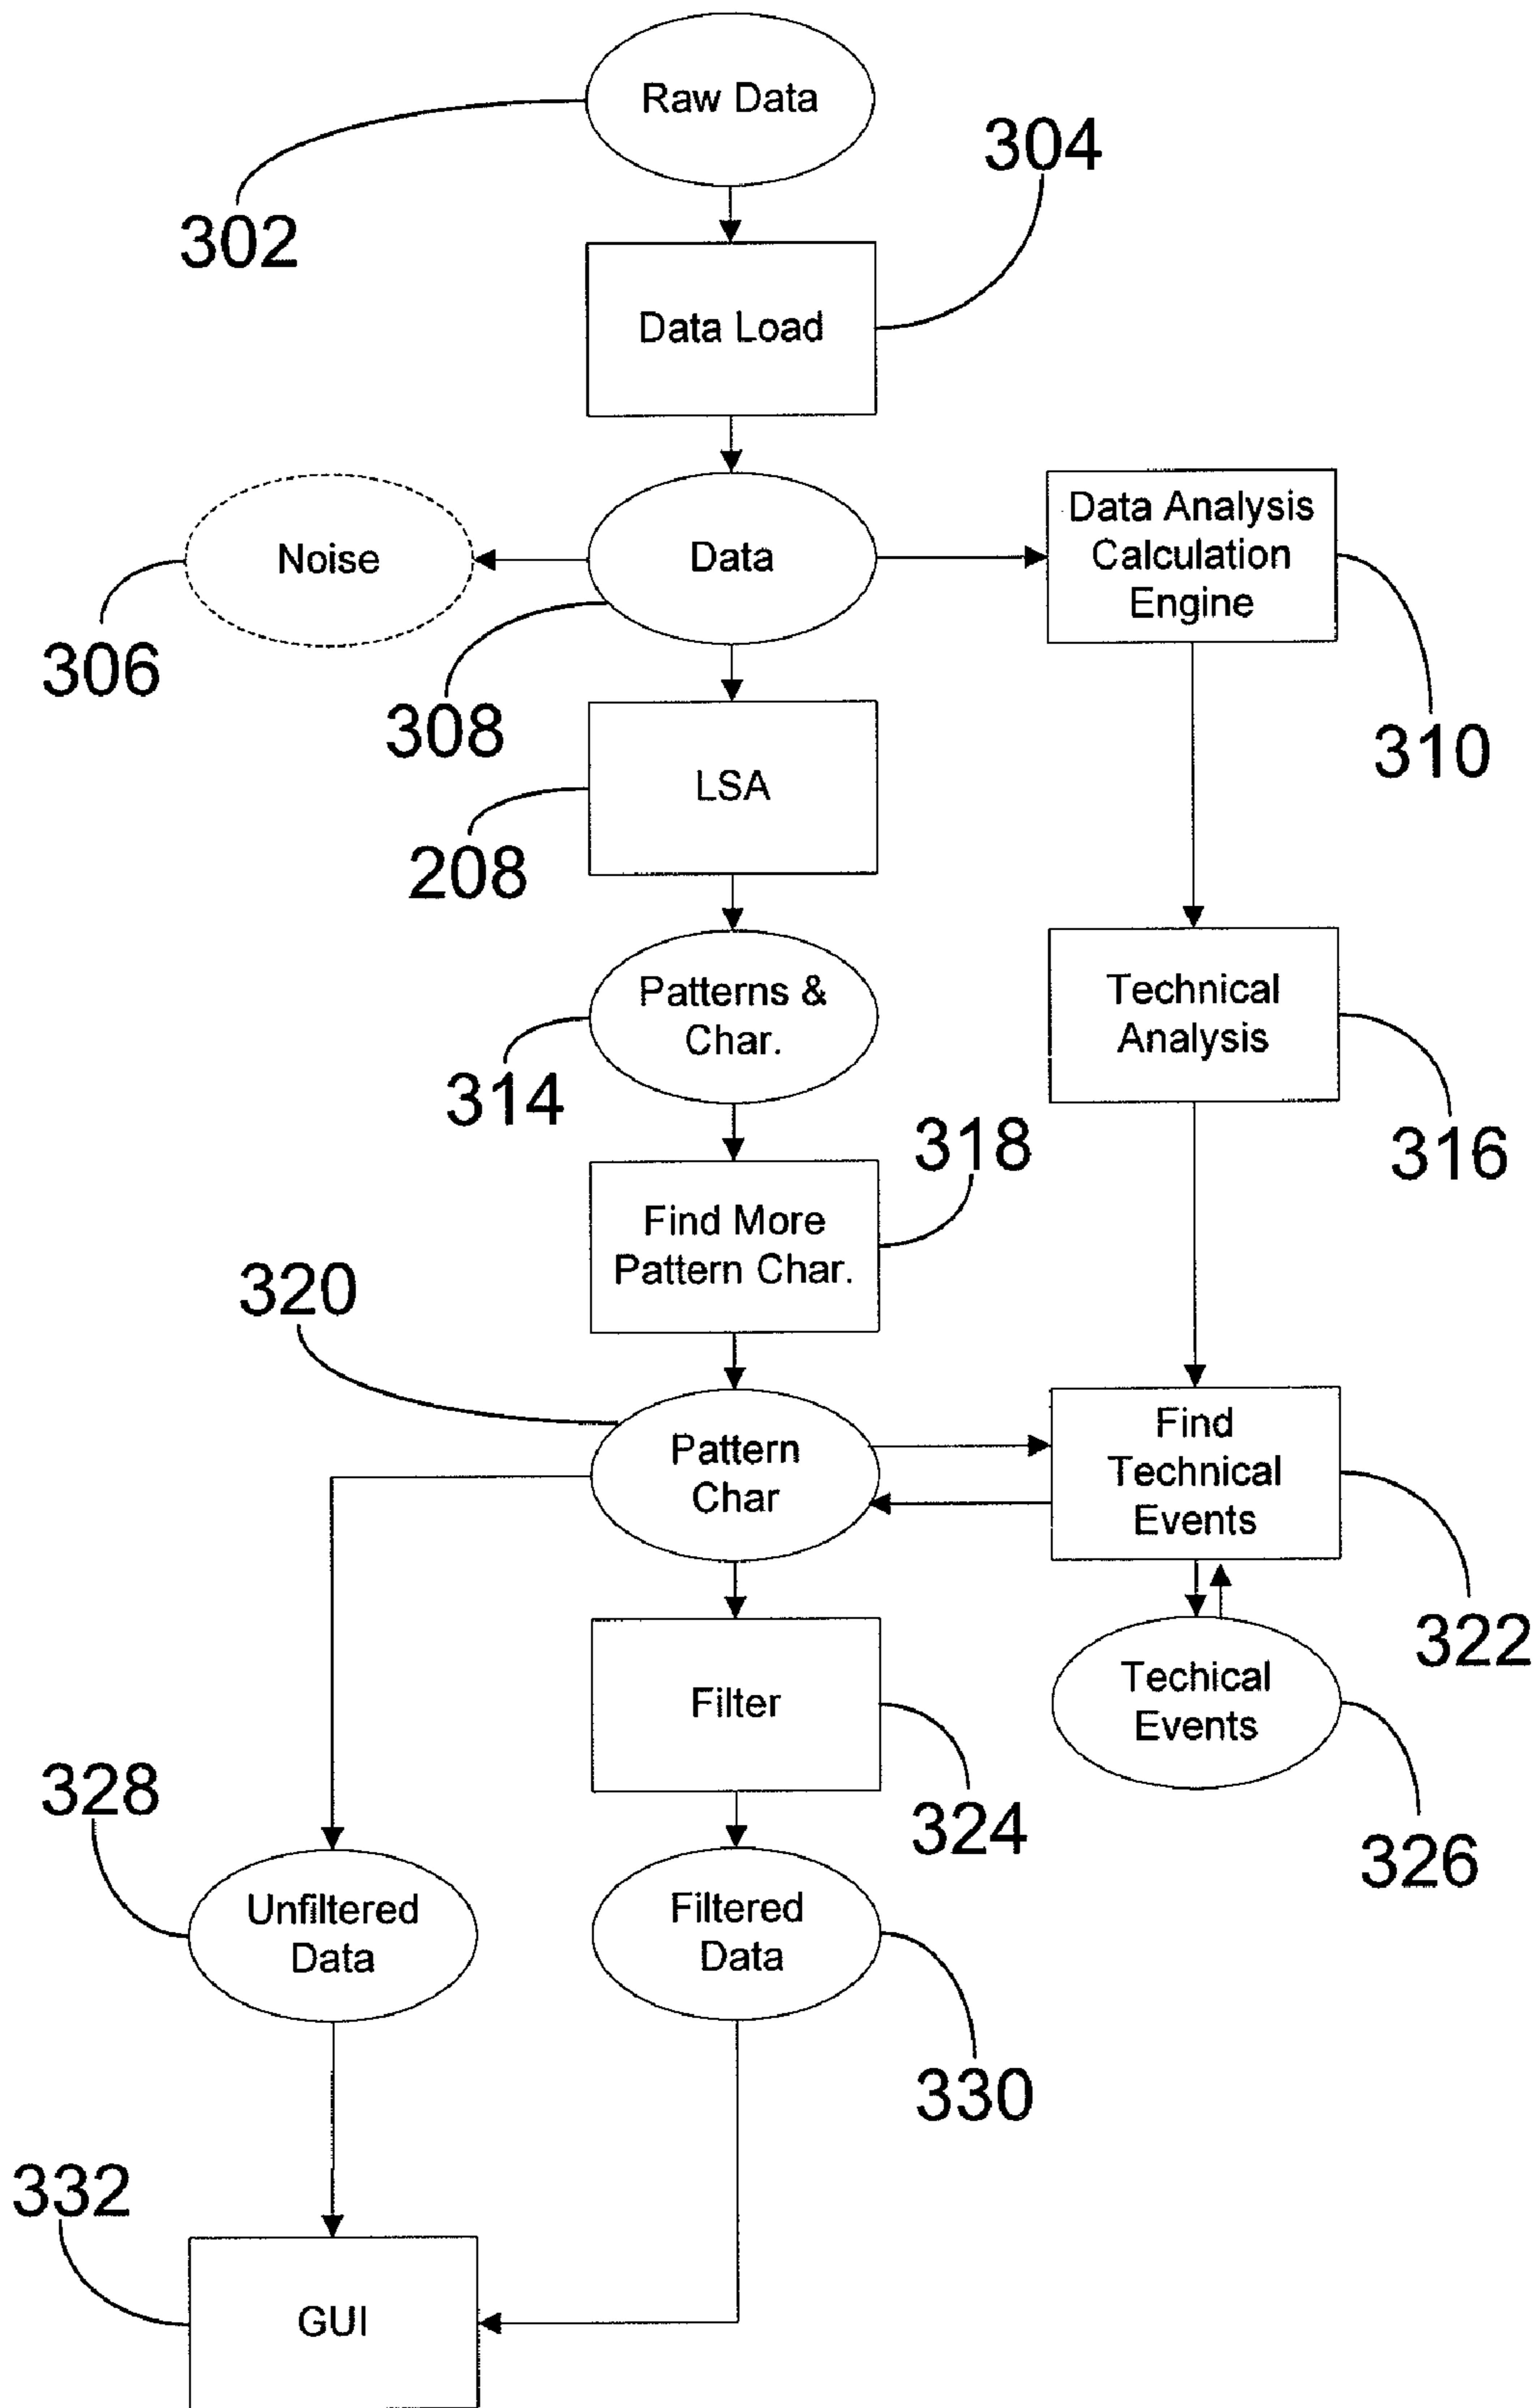 Raw Data
304
302
Data Load
Noise
Data
Data Analysis
Calculation
Engine
306
308
310
LSA
208
Patterns &
Char.
Technical
Analysis
314
318
316
Find More
Pattern Char.
320
Pattern
Char
Find
Technical
Events
322
Filter
Techical
Events
328
324
326
Unfiltered
Data
Filtered
Data
330
332
GUI